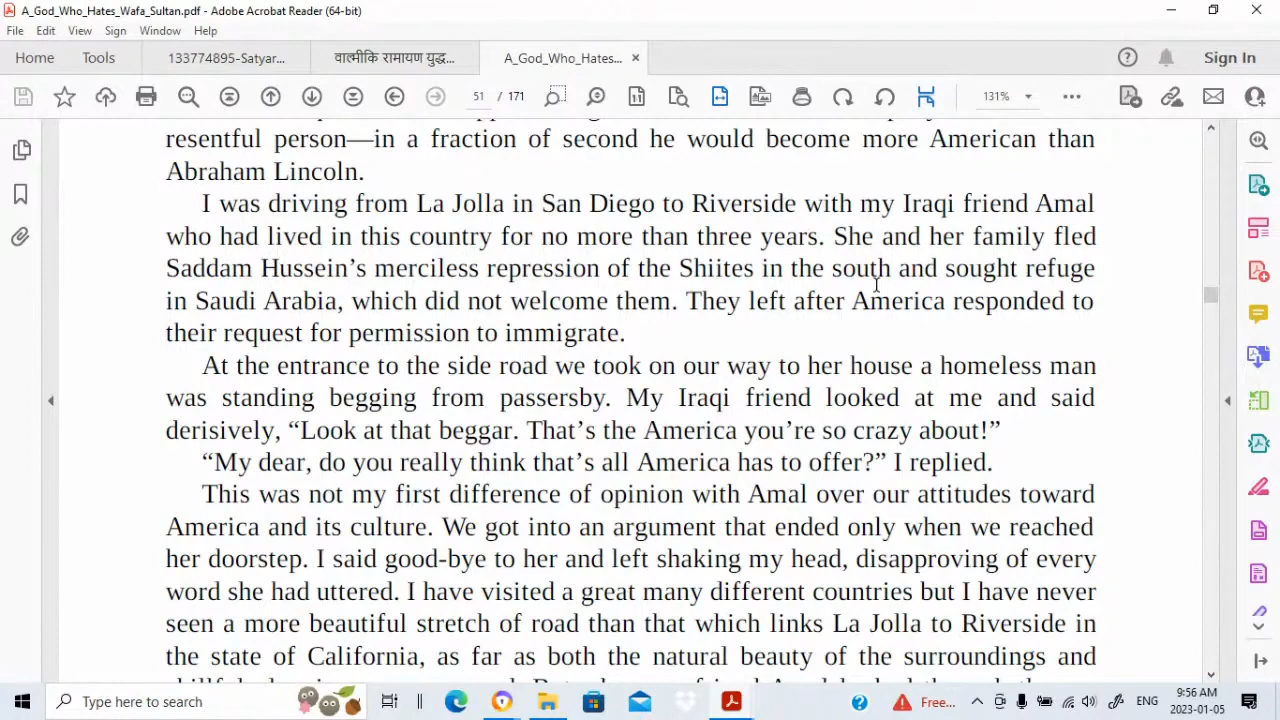 A_God_Who_Hates_Wafa_Sultan.pdf - Adobe Acrobat Reader (64-bit)
File Edit View Sign Window Help
Home Tools 133774895-Satyar... वाल्मीकि रामायण युद्ध... A_God_Who_Hates... Sign In
51 / 171 131%
resentful person—in a fraction of second he would become more American than
Abraham Lincoln.
I was driving from La Jolla in San Diego to Riverside with my Iraqi friend Amal
who had lived in this country for no more than three years. She and her family fled
Saddam Hussein’s merciless repression of the Shiites in the south and sought refuge
in Saudi Arabia, which did not welcome them. They left after America responded to
their request for permission to immigrate.
At the entrance to the side road we took on our way to her house a homeless man
was standing begging from passersby. My Iraqi friend looked at me and said
derisively, “Look at that beggar. That’s the America you’re so crazy about!”
“My dear, do you really think that’s all America has to offer?” I replied.
This was not my first difference of opinion with Amal over our attitudes toward
America and its culture. We got into an argument that ended only when we reached
her doorstep. I said good-bye to her and left shaking my head, disapproving of every
word she had uttered. I have visited a great many different countries but I have never
seen a more beautiful stretch of road than that which links La Jolla to Riverside in
the state of California, as far as both the natural beauty of the surroundings and
Type here to search Free... ENG 9:56 AM
2023-01-05